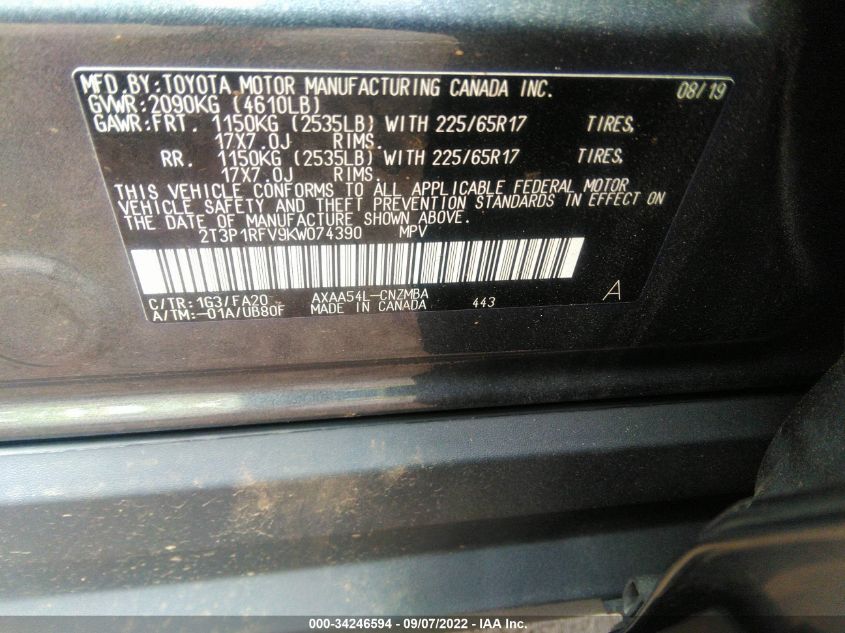 MFD. BY: TOYOTA MOTOR MANUFACTURING CANADA INC. 08/19
GVWR: 2090KG (4610LB)
GAWR: FRT. 1150KG (2535LB) WITH 225/65R17 TIRES,
17X7.0J RIMS.
RR. 1150KG (2535LB) WITH 225/65R17 TIRES,
17X7.0J RIMS.
THIS VEHICLE CONFORMS TO ALL APPLICABLE FEDERAL MOTOR
VEHICLE SAFETY AND THEFT PREVENTION STANDARDS IN EFFECT ON
THE DATE OF MANUFACTURE SHOWN ABOVE.
2T3P1RFV9KW074390 MPV
C/TR: 1G3/FA20 AXAA54L-CNZMBA A
A/TM: -01A/UB80F MADE IN CANADA 443
000-34246594 - 09/07/2022 - IAA Inc.